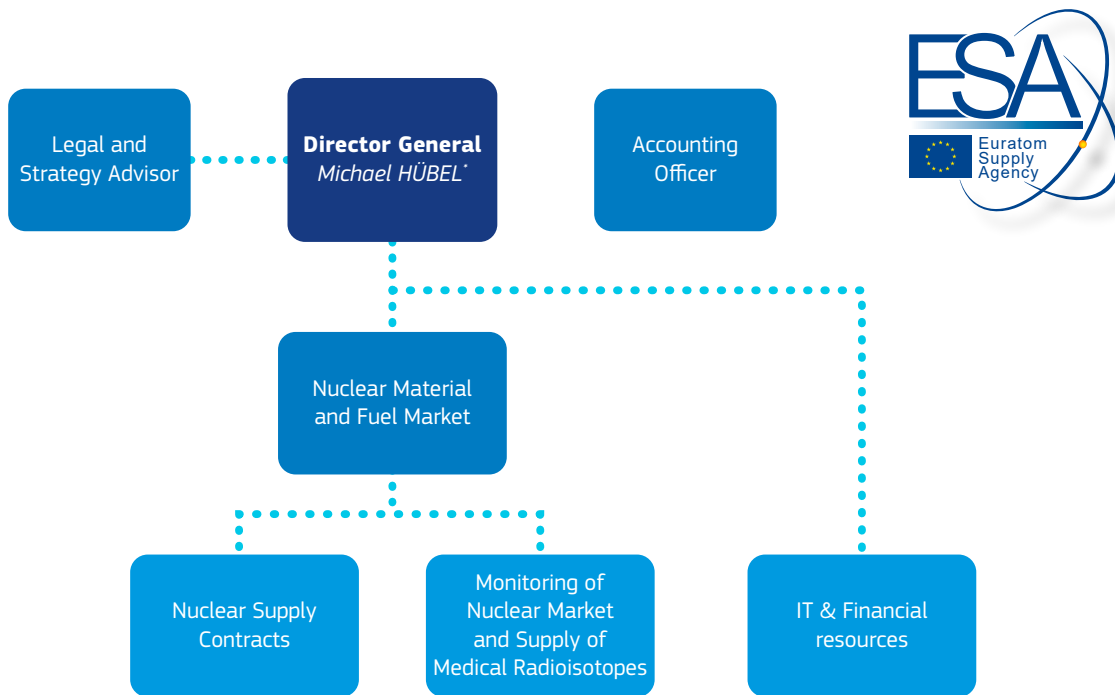 Legal and
Strategy Advisor
Director General
Michael HÜBEL*
Accounting
Officer
ESA
Euratom
Supply
Agency
Nuclear Material
and Fuel Market
Nuclear Supply
Contracts
Monitoring of
Nuclear Market
and Supply of
Medical Radioisotopes
IT & Financial
resources